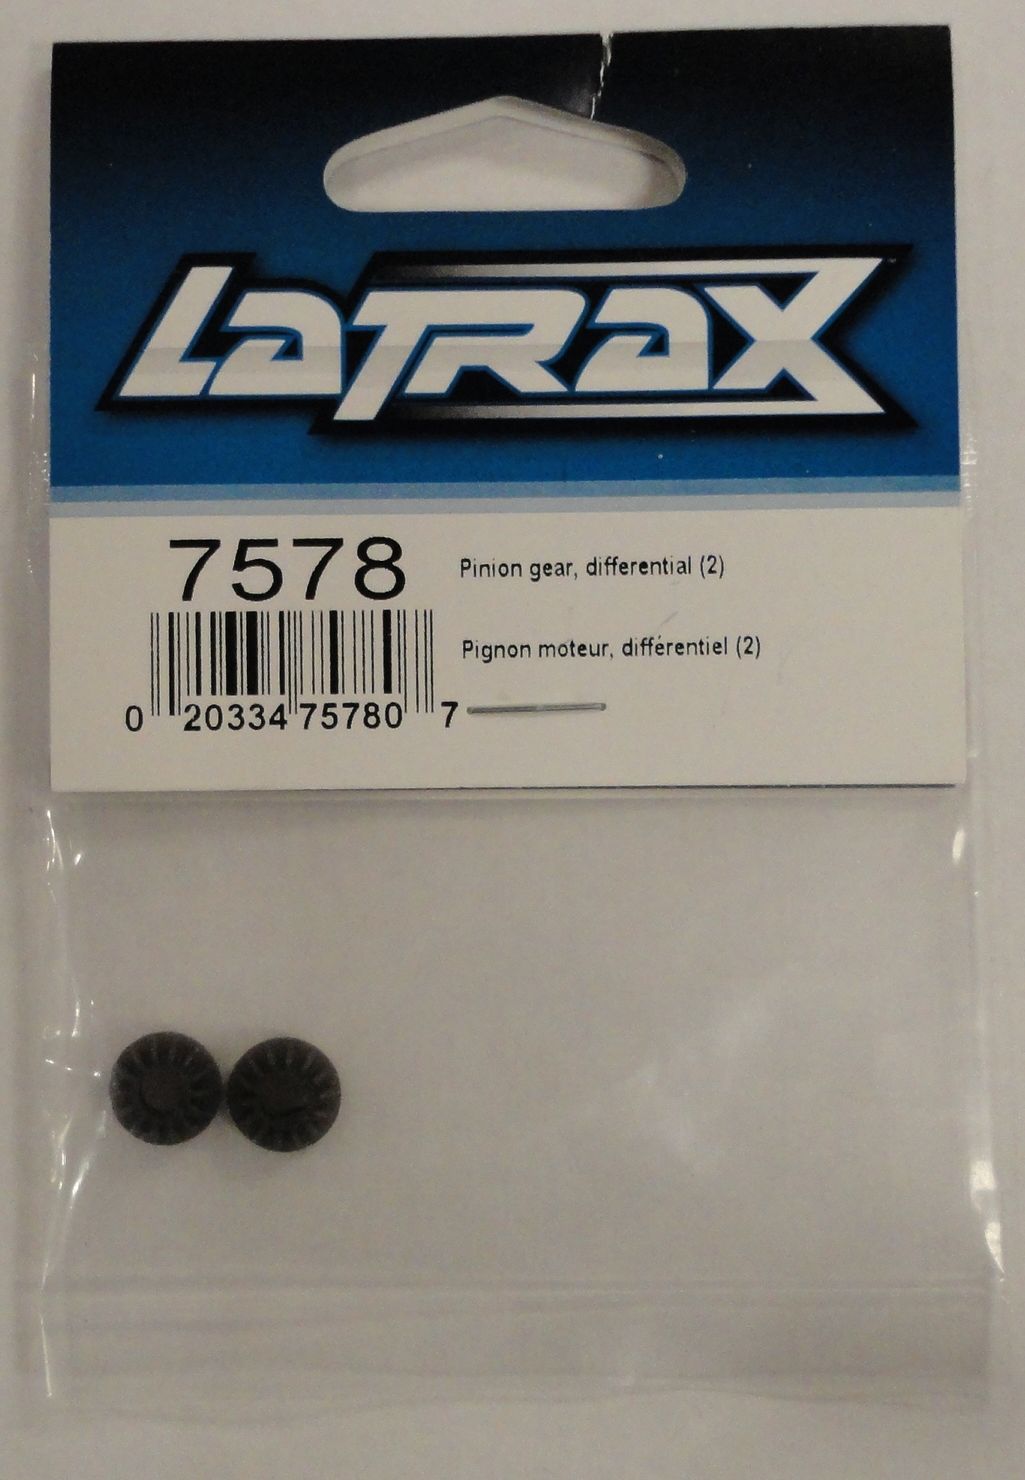 LaTRaX
7578
Pinion gear, differential (2)
Pignon moteur, différentiel (2)
0 20334 75780 7